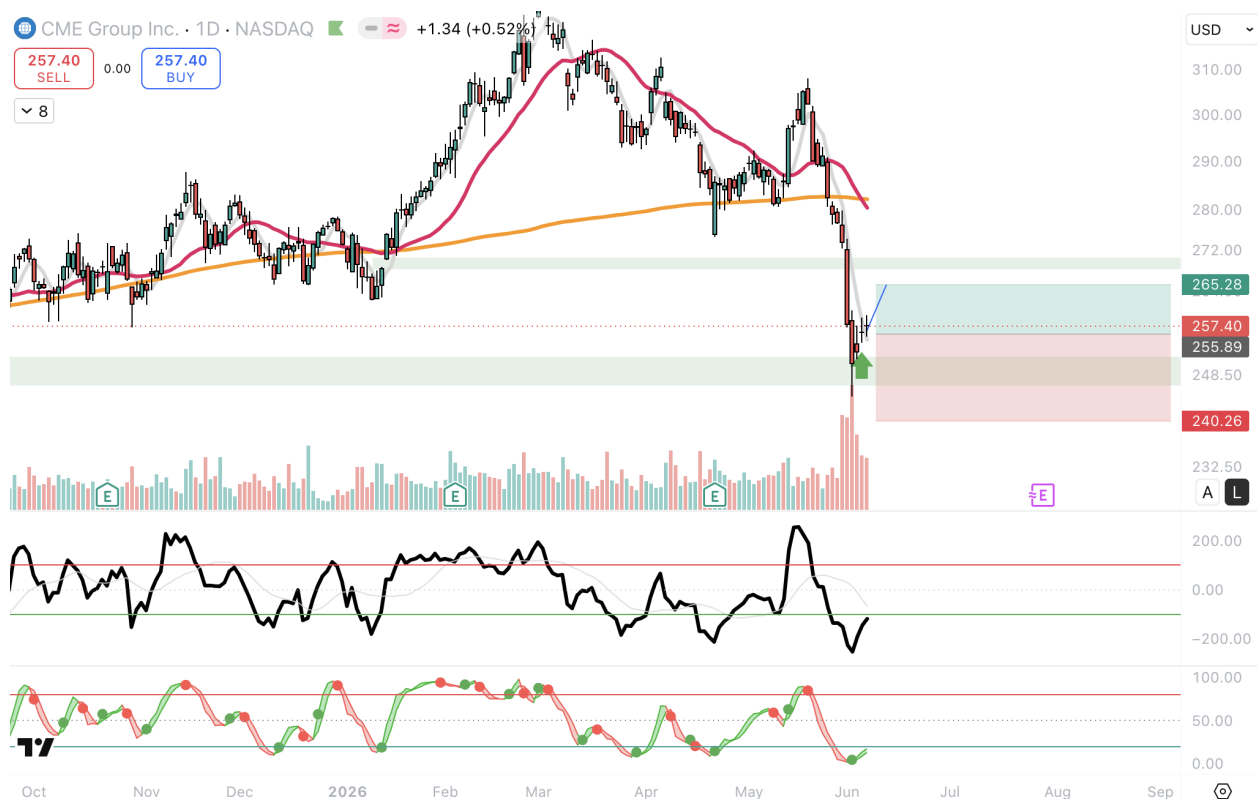 CME Group Inc. · 1D · NASDAQ +1.34 (+0.52%)
USD
257.40
SELL
0.00
257.40
BUY
8
310.00
300.00
290.00
280.00
272.00
265.28
257.40
255.89
248.50
240.26
232.50
E
E
E
E
A
L
200.00
0.00
−200.00
100.00
50.00
0.00
Oct
Nov
Dec
2026
Feb
Mar
Apr
May
Jun
Jul
Aug
Sep